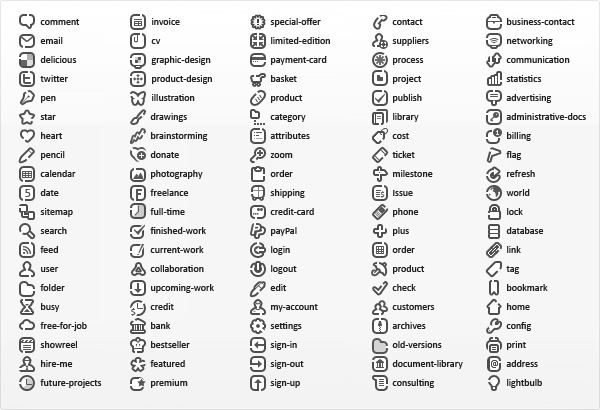 comment
email
delicious
twitter
pen
star
heart
pencil
calendar
date
sitemap
search
feed
user
folder
busy
free-for-job
showreel
hire-me
future-projects
invoice
cv
graphic-design
product-design
illustration
drawings
brainstorming
donate
photography
freelance
full-time
finished-work
current-work
collaboration
upcoming-work
credit
bank
bestseller
featured
premium
special-offer
limited-edition
payment-card
basket
product
category
attributes
zoom
order
shipping
credit-card
payPal
login
logout
edit
my-account
settings
sign-in
sign-out
sign-up
contact
suppliers
process
project
publish
library
cost
ticket
milestone
issue
phone
plus
order
product
check
customers
archives
old-versions
document-library
consulting
business-contact
networking
communication
statistics
advertising
administrative-docs
billing
flag
refresh
world
lock
database
link
tag
bookmark
home
config
print
address
lightbulb